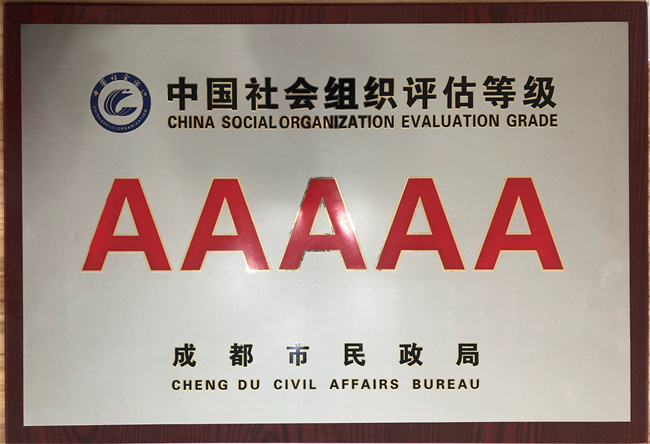 中国社会组织评估等级
CHINA SOCIAL ORGANIZATION EVALUATION GRADE
AAAAA
成都市民政局
CHENG DU CIVIL AFFAIRS BUREAU